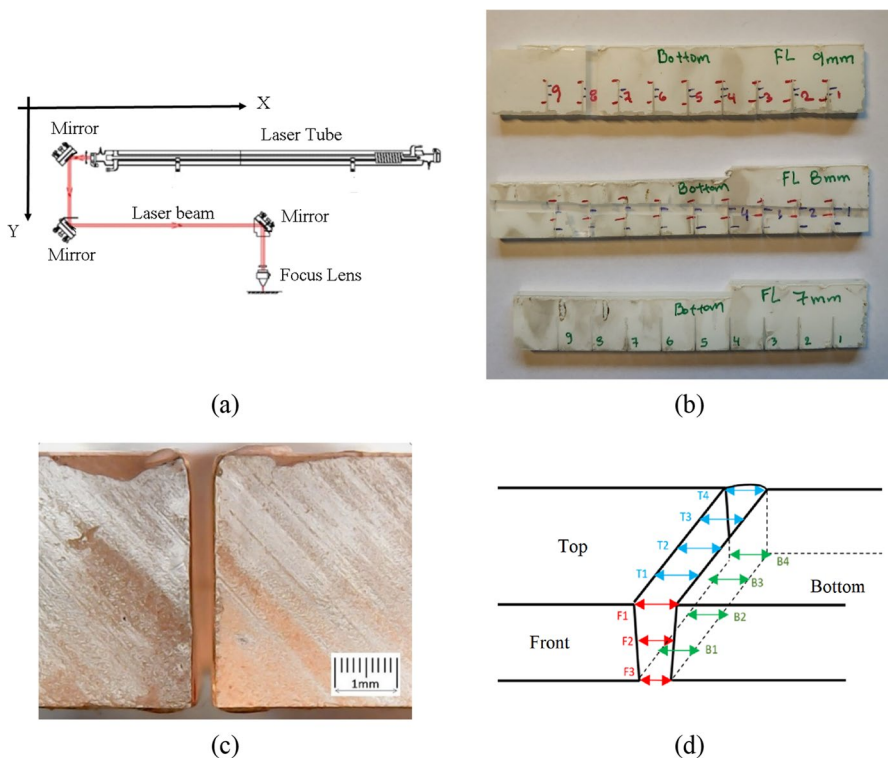 X
Mirror
Laser Tube
Laser beam
Mirror
Y
Mirror
Focus Lens
(a)
Bottom FL 9mm
9 8 7 6 5 4 3 2 1
Bottom FL 8mm
4 2 1
Bottom FL 7mm
9 8 7 6 5 4 3 2 1
(b)
1mm
(c)
T4
T3
Top T2
T1
B4
B3
Bottom
F1
B2
Front F2
B1
F3
(d)